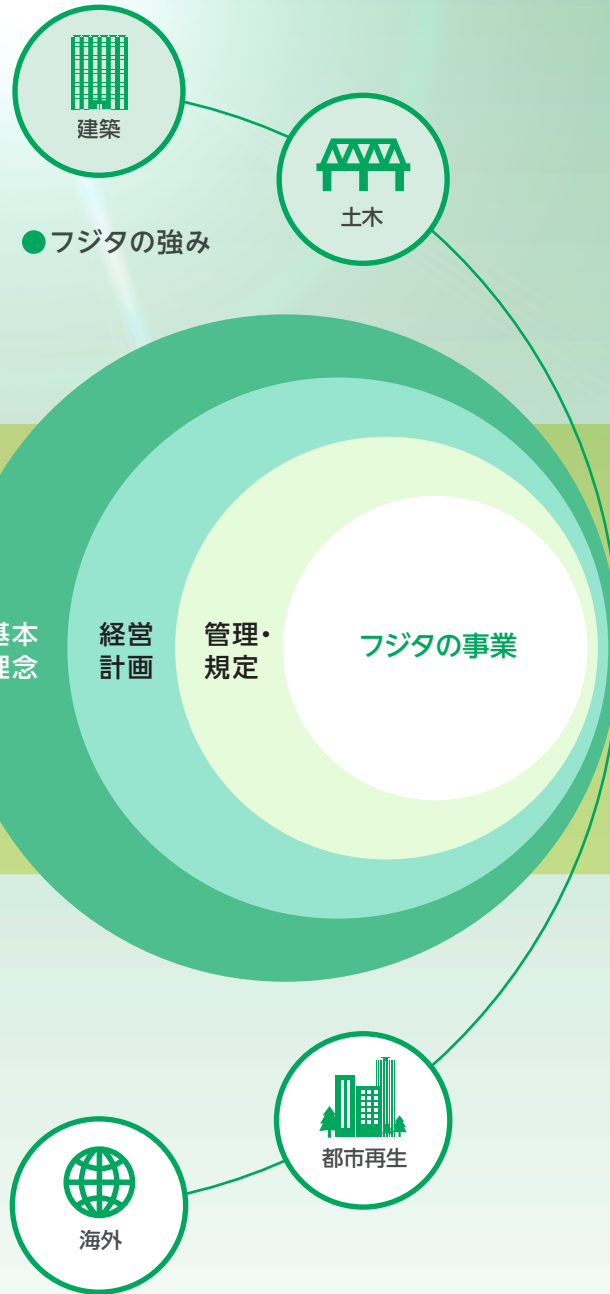 建築
土木
●フジタの強み
基本
理念
経営
計画
管理・
規定
フジタの事業
都市再生
海外